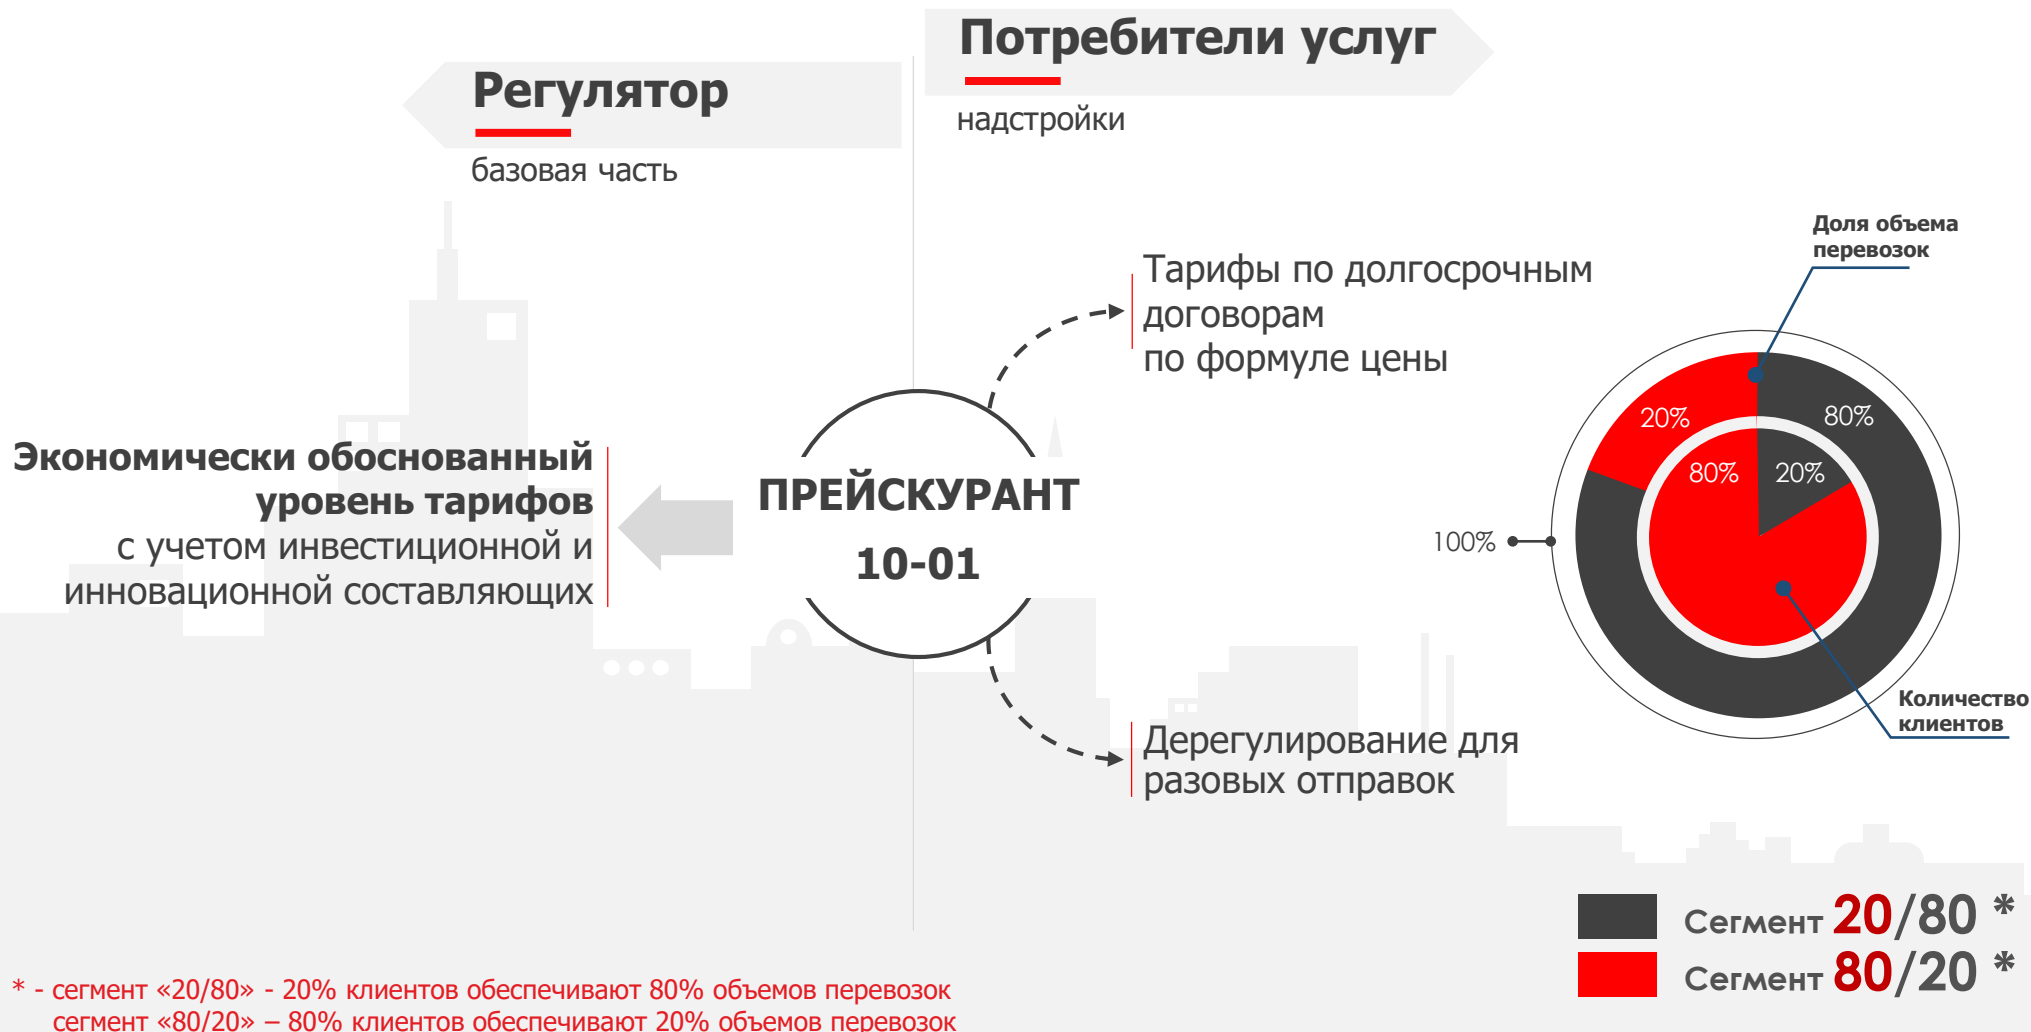 Регулятор
базовая часть
Потребители услуг
надстройки
Экономически обоснованный
уровень тарифов
с учетом инвестиционной и
инновационной составляющих
ПРЕЙСКУРАНТ
10-01
Тарифы по долгосрочным
договорам
по формуле цены
Дерегулирование для
разовых отправок
Доля объема
перевозок
20%
80%
80%
20%
100%
Количество
клиентов
Сегмент 20/80 *
Сегмент 80/20 *
* - сегмент «20/80» - 20% клиентов обеспечивают 80% объемов перевозок
сегмент «80/20» – 80% клиентов обеспечивают 20% объемов перевозок